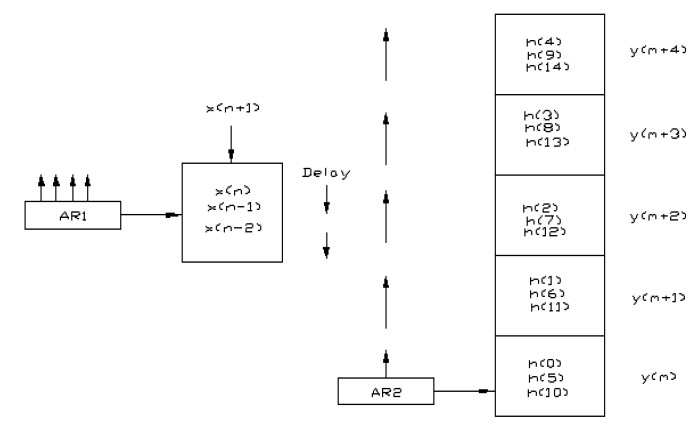 x(n+1)
AR1
x(n)
x(n-1)
x(n-2)
Delay
AR2
h(4)
h(9)
h(14)
y(m+4)
h(3)
h(8)
h(13)
y(m+3)
h(2)
h(7)
h(12)
y(m+2)
h(1)
h(6)
h(11)
y(m+1)
h(0)
h(5)
h(10)
y(m)